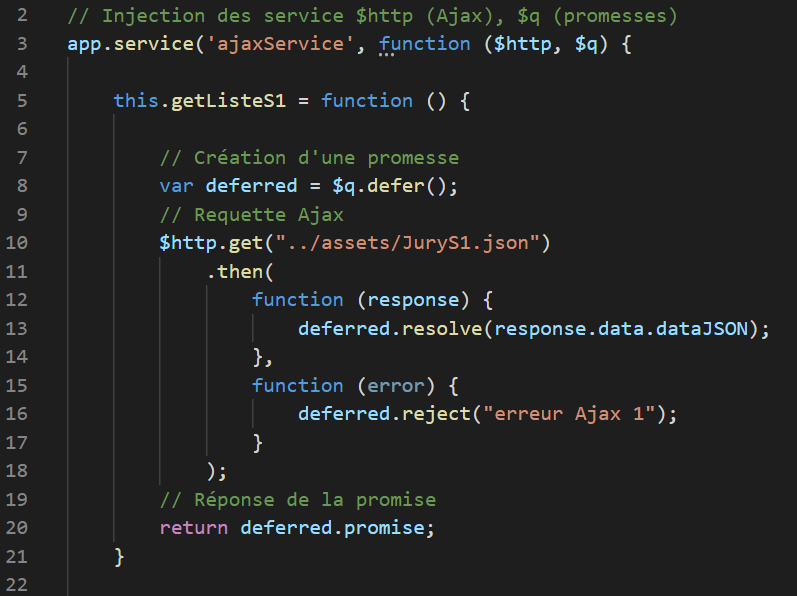 2 // Injection des service $http (Ajax), $q (promesses)
3 app.service('ajaxService', function ($http, $q) {
4
5 this.getListeS1 = function () {
6
7 // Création d'une promesse
8 var deferred = $q.defer();
9 // Requette Ajax
10 $http.get("../assets/JuryS1.json")
11 .then(
12 function (response) {
13 deferred.resolve(response.data.dataJSON);
14 },
15 function (error) {
16 deferred.reject("erreur Ajax 1");
17 }
18 );
19 // Réponse de la promise
20 return deferred.promise;
21 }
22